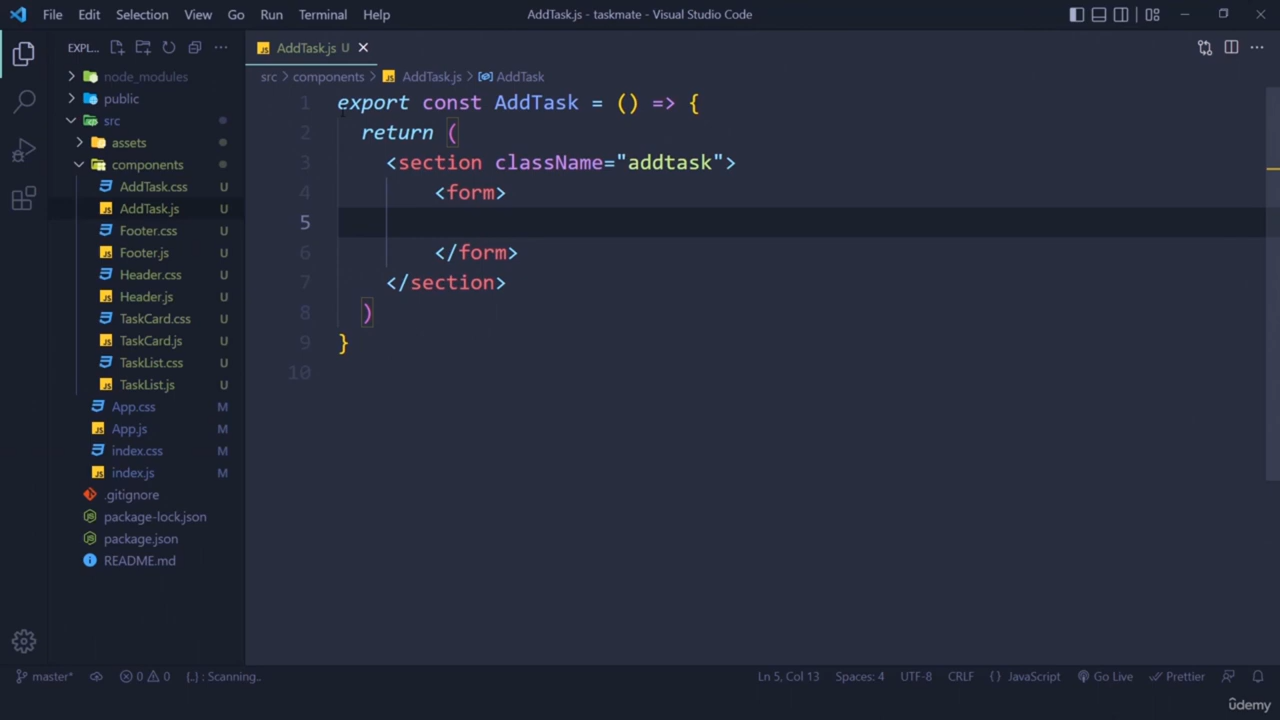 File Edit Selection View Go Run Terminal Help AddTask.js - taskmate - Visual Studio Code
EXPL...
AddTask.js U
src > components > AddTask.js > AddTask
node_modules
public
src
assets
components
AddTask.css U
AddTask.js U
Footer.css U
Footer.js U
Header.css U
Header.js U
TaskCard.css U
TaskCard.js U
TaskList.css U
TaskList.js U
App.css M
App.js M
index.css M
index.js M
.gitignore
package-lock.json
package.json
README.md
1 export const AddTask = () => {
2 return (
3 <section className="addtask">
4 <form>
5
6 </form>
7 </section>
8 )
9 }
10
master* 0 0 {..} : Scanning.. Ln 5, Col 13 Spaces: 4 UTF-8 CRLF {} JavaScript Go Live Prettier
ûdemy